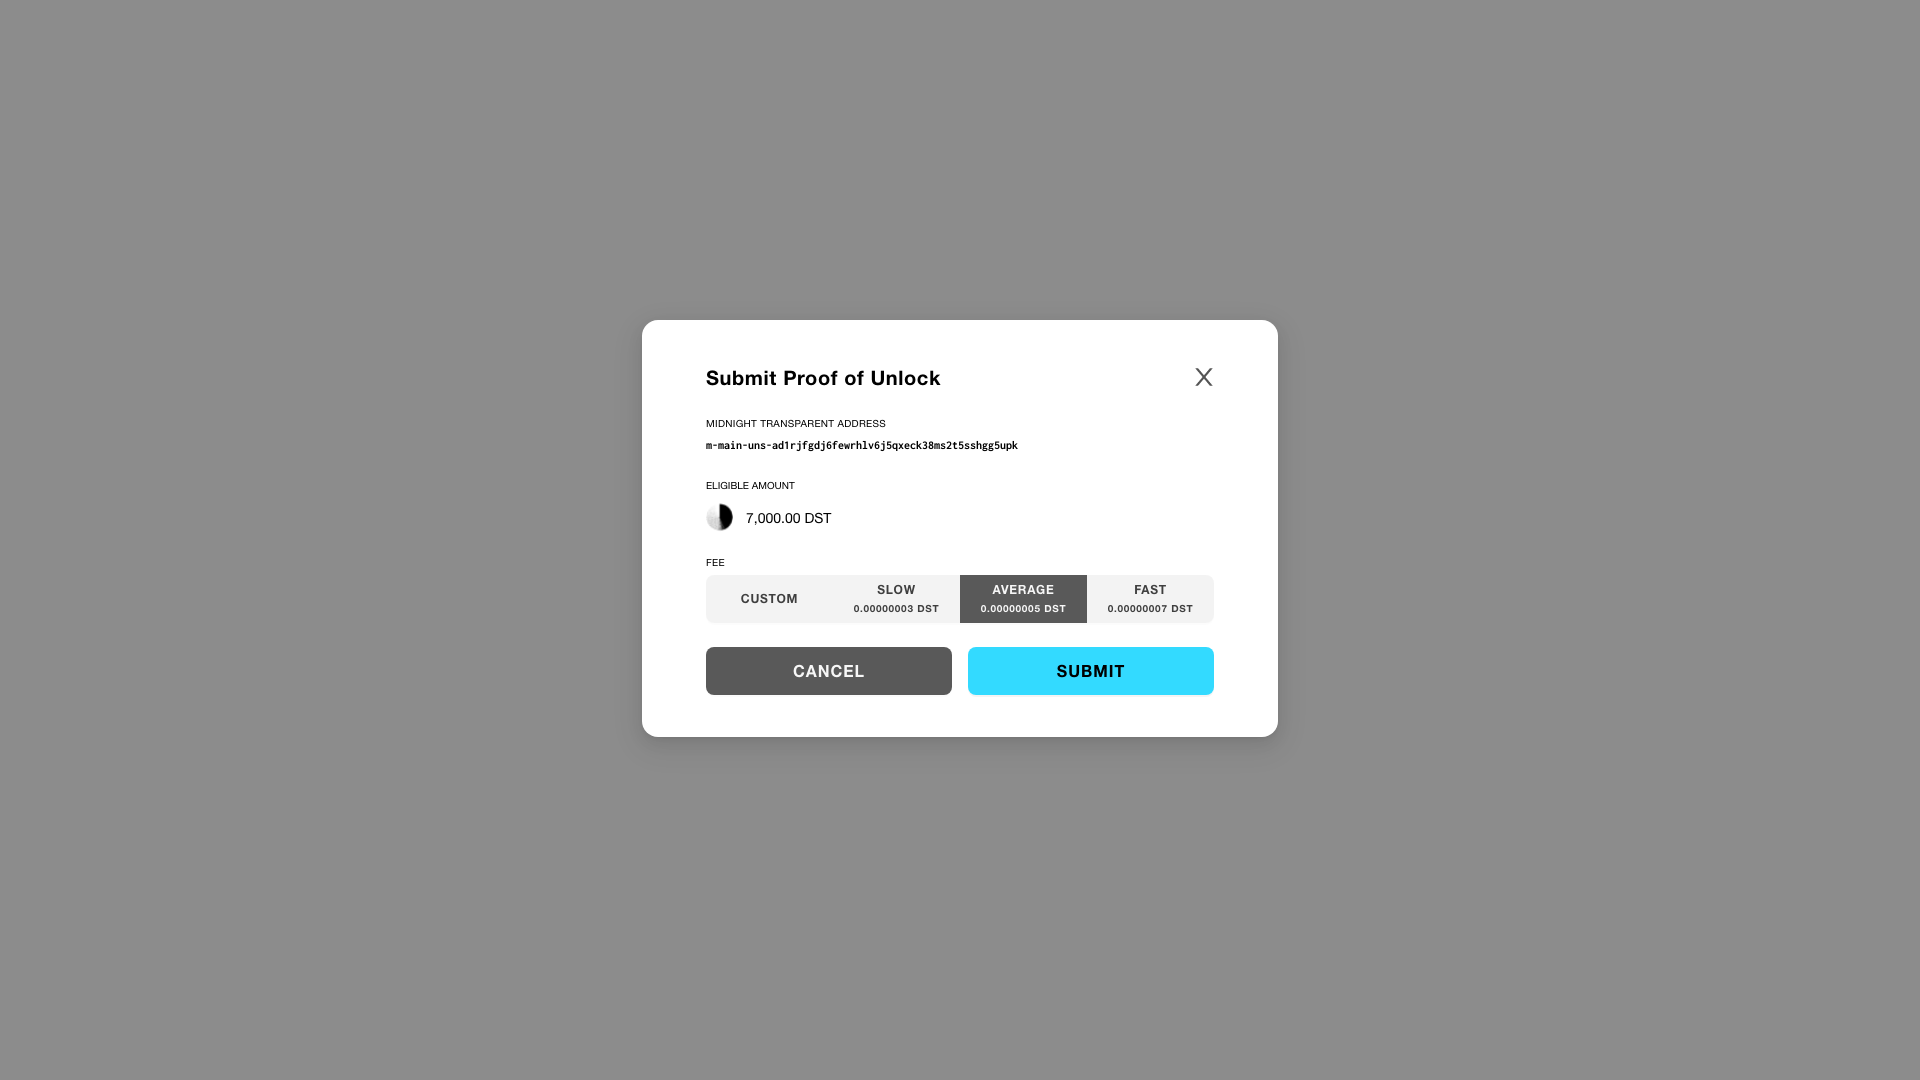 Submit Proof of Unlock
X
MIDNIGHT TRANSPARENT ADDRESS
m-main-uns-ad1rjfgdj6fewrhlv6j5qxeck38ms2t5sshgg5upk
ELIGIBLE AMOUNT
7,000.00 DST
FEE
CUSTOM
SLOW
0.00000003 DST
AVERAGE
0.00000005 DST
FAST
0.00000007 DST
CANCEL
SUBMIT